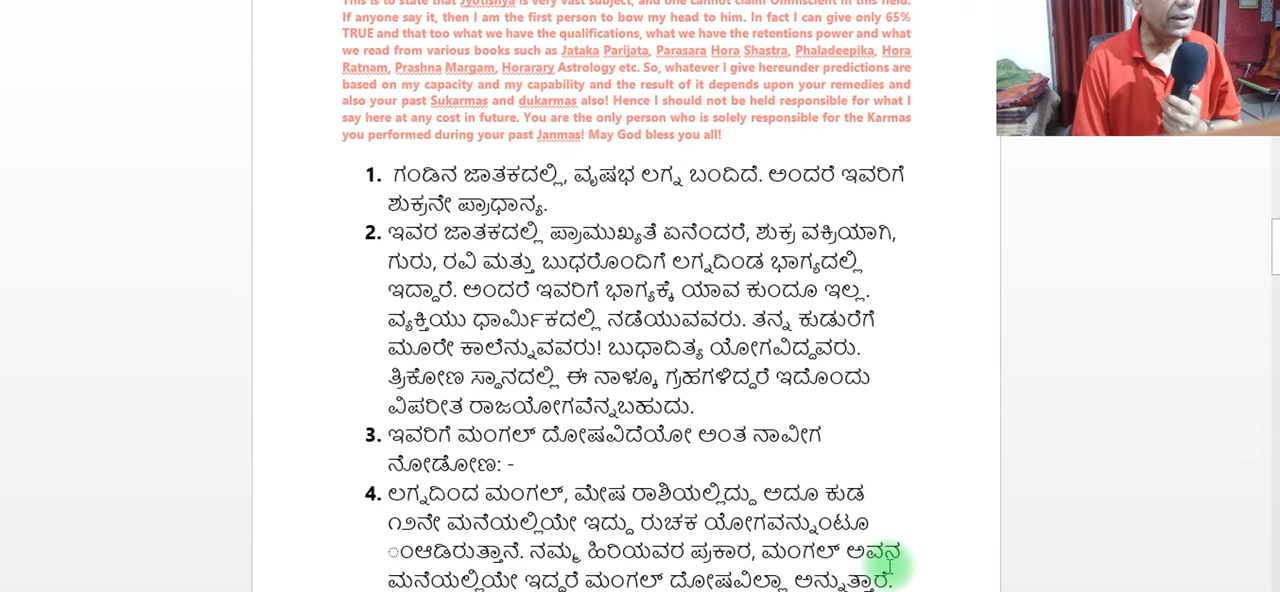 This is to state that Jyotishya is very vast subject, and one cannot claim Omniscient in this field.
If anyone say it, then I am the first person to bow my head to him. In fact I can give only 65%
TRUE and that too what we have the qualifications, what we have the retentions power and what
we read from various books such as Jataka Parijata, Parasara Hora Shastra, Phaladeepika, Hora
Ratnam, Prashna Margam, Horarary Astrology etc. So, whatever I give hereunder predictions are
based on my capacity and my capability and the result of it depends upon your remedies and
also your past Sukarmas and dukarmas also! Hence I should not be held responsible for what I
say here at any cost in future. You are the only person who is solely responsible for the Karmas
you performed during your past Janmas! May God bless you all!
1. ಗಂಡಿನ ಜಾತಕದಲ್ಲಿ, ವೃಷಭ ಲಗ್ನ ಬಂದಿದೆ. ಅಂದರೆ ಇವರಿಗೆ
ಶುಕ್ರನೇ ಪ್ರಾಧಾನ್ಯ.
2. ಇವರ ಜಾತಕದಲ್ಲಿ ಪ್ರಾಮುಖ್ಯತೆ ಏನೆಂದರೆ, ಶುಕ್ರ ವಕ್ರಿಯಾಗಿ,
ಗುರು, ರವಿ ಮತ್ತು ಬುಧರೊಂದಿಗೆ ಲಗ್ನದಿಂಡ ಭಾಗ್ಯದಲ್ಲಿ
ಇದ್ದಾರೆ. ಅಂದರೆ ಇವರಿಗೆ ಭಾಗ್ಯಕ್ಕೆ ಯಾವ ಕುಂದೂ ಇಲ್ಲ.
ವ್ಯಕ್ತಿಯು ಧಾರ್ಮಿಕದಲ್ಲಿ ನಡೆಯುವವರು. ತನ್ನ ಕುಡುರೆಗೆ
ಮೂರೇ ಕಾಲೆನ್ನುವವರು! ಬುಧಾದಿತ್ಯ ಯೋಗವಿದ್ದವರು.
ತ್ರಿಕೋಣ ಸ್ಥಾನದಲ್ಲಿ ಈ ನಾಳ್ಕೂ ಗ್ರಹಗಳಿದ್ದರೆ ಇದೊಂದು
ವಿಪರೀತ ರಾಜಯೋಗವೆನ್ನಬಹುದು.
3. ಇವರಿಗೆ ಮಂಗಲ್ ದೋಷವಿದೆಯೋ ಅಂತ ನಾವೀಗ
ನೋಡೋಣ: -
4. ಲಗ್ನದಿಂದ ಮಂಗಲ್, ಮೇಷ ರಾಶಿಯಲ್ಲಿದ್ದು ಅದೂ ಕುಡ
೧೨ನೇ ಮನೆಯಲ್ಲಿಯೇ ಇದ್ದು ರುಚಕ ಯೋಗವನ್ನುಂಟೂ
ಂಆಡಿರುತ್ತಾನೆ. ನಮ್ಮ ಹಿರಿಯವರ ಪ್ರಕಾರ, ಮಂಗಲ್ ಅವನ
ಮನೆಯಲ್ಲಿಯೇ ಇದ್ದರೆ ಮಂಗಲ್ ದೋಷವಿಲ್ಲಾ ಅನ್ನುತ್ತಾರೆ.